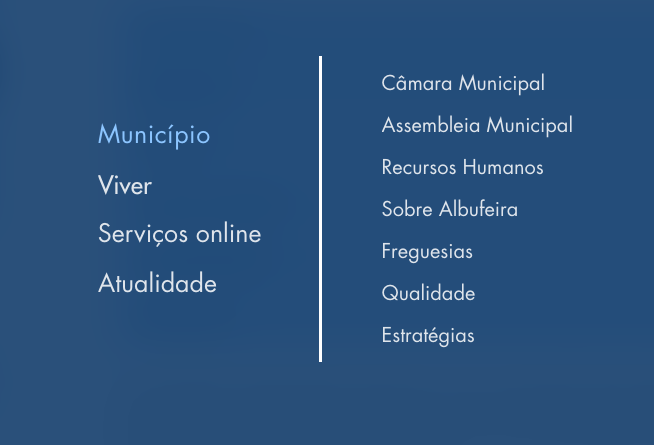 Município
Viver
Serviços online
Atualidade
Câmara Municipal
Assembleia Municipal
Recursos Humanos
Sobre Albufeira
Freguesias
Qualidade
Estratégias